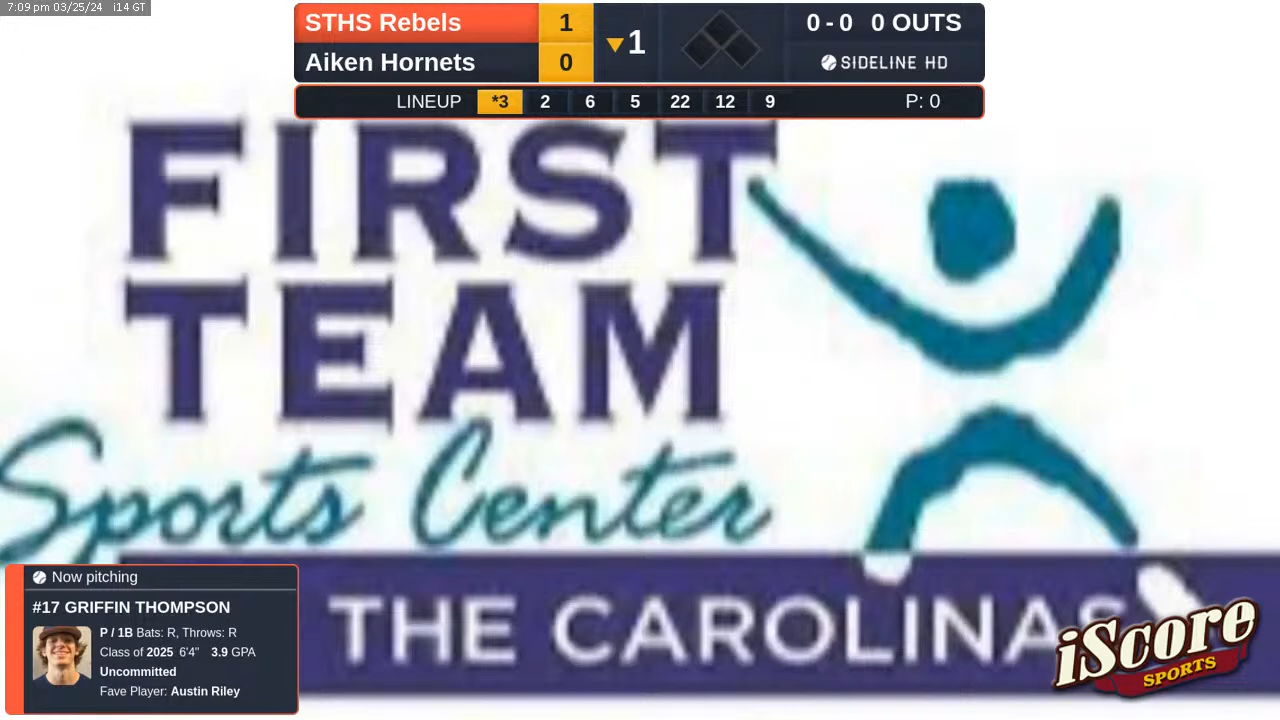 7:09 pm 03/25/24 i14 GT
STHS Rebels 1
Aiken Hornets 0
▼1
0 - 0 0 OUTS
SIDELINE HD
LINEUP *3 2 6 5 22 12 9 P: 0
FIRST
TEAM
Sports Center
THE CAROLINAS
Now pitching
#17 GRIFFIN THOMPSON
P / 1B Bats: R, Throws: R
Class of 2025 6'4" 3.9 GPA
Uncommitted
Fave Player: Austin Riley
iScore
SPORTS